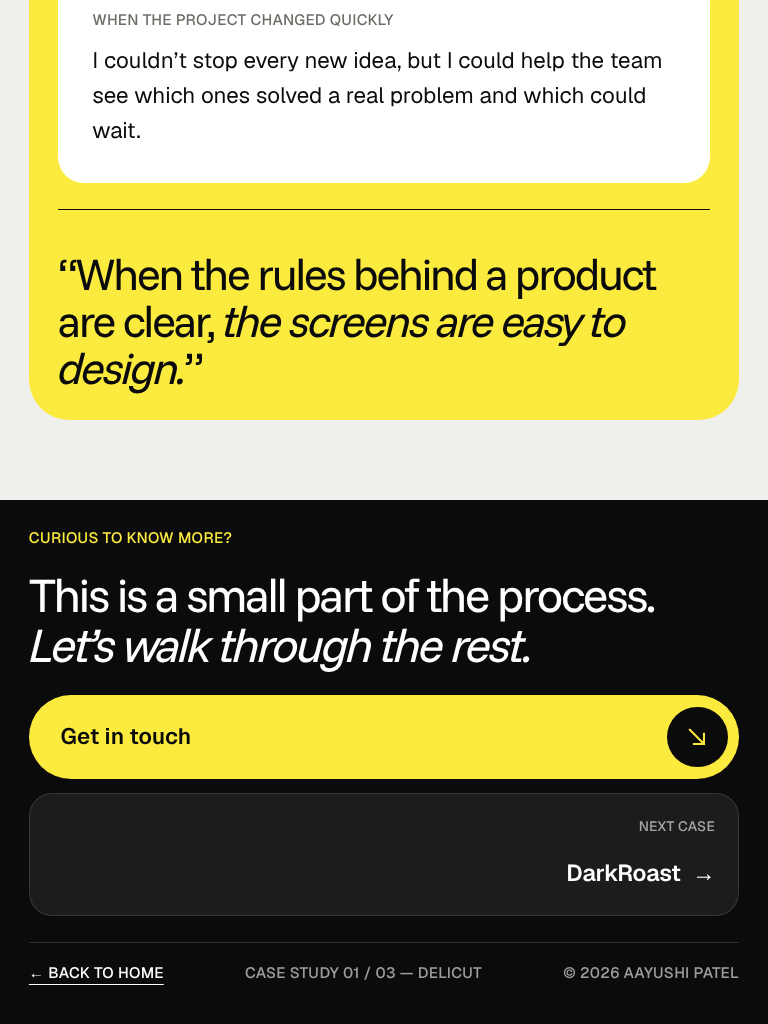 WHEN THE PROJECT CHANGED QUICKLY
I couldn’t stop every new idea, but I could help the team
see which ones solved a real problem and which could
wait.
“When the rules behind a product
are clear, the screens are easy to
design.”
CURIOUS TO KNOW MORE?
This is a small part of the process.
Let’s walk through the rest.
Get in touch
NEXT CASE
DarkRoast →
← BACK TO HOME
CASE STUDY 01 / 03 — DELICUT
© 2026 AAYUSHI PATEL